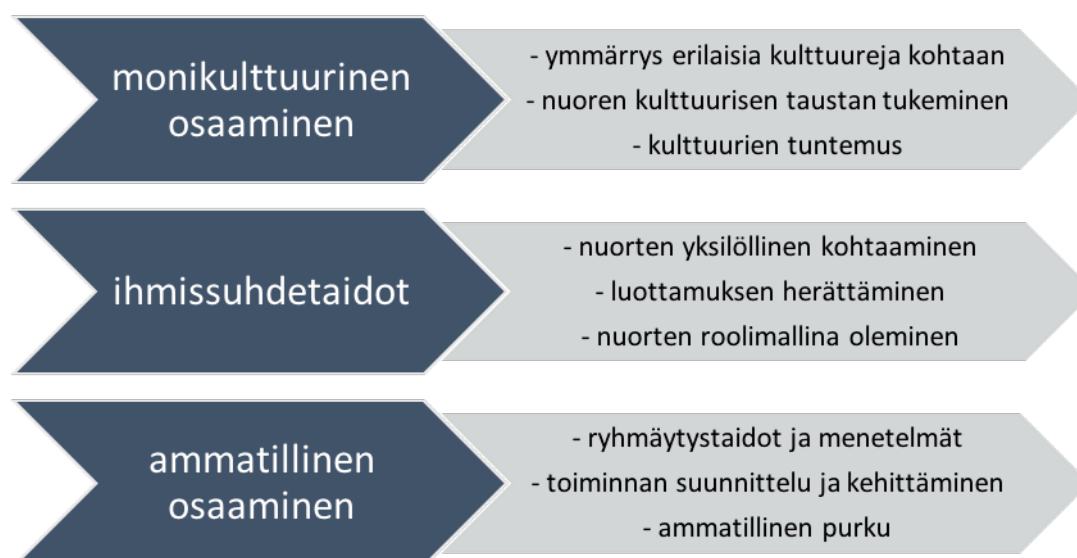 monikulttuurinen
osaaminen
- ymmärrys erilaisia kulttuureja kohtaan
- nuoren kulttuurisen taustan tukeminen
- kulttuurien tuntemus
ihmissuhdetaidot
- nuorten yksilöllinen kohtaaminen
- luottamuksen herättäminen
- nuorten roolimallina oleminen
ammatillinen
osaaminen
- ryhmäytystaidot ja menetelmät
- toiminnan suunnittelu ja kehittäminen
- ammatillinen purku